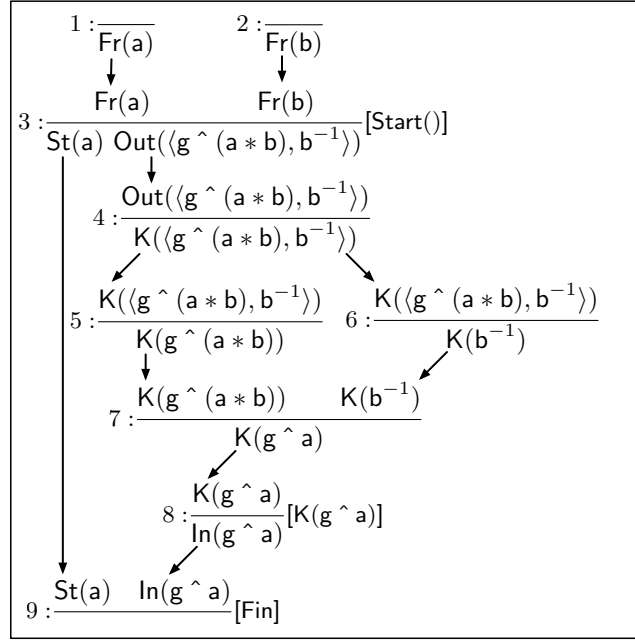 1 : Fr(a) 2 : Fr(b)
Fr(a) Fr(b)
3 : [Start()]
St(a) Out(⟨g ^ (a ∗ b), b⁻¹⟩)
Out(⟨g ^ (a ∗ b), b⁻¹⟩)
4 :
K(⟨g ^ (a ∗ b), b⁻¹⟩)
K(⟨g ^ (a ∗ b), b⁻¹⟩) K(⟨g ^ (a ∗ b), b⁻¹⟩)
5 : 6 :
K(g ^ (a ∗ b)) K(b⁻¹)
K(g ^ (a ∗ b)) K(b⁻¹)
7 :
K(g ^ a)
K(g ^ a)
8 : [K(g ^ a)]
In(g ^ a)
St(a) In(g ^ a)
9 : [Fin]